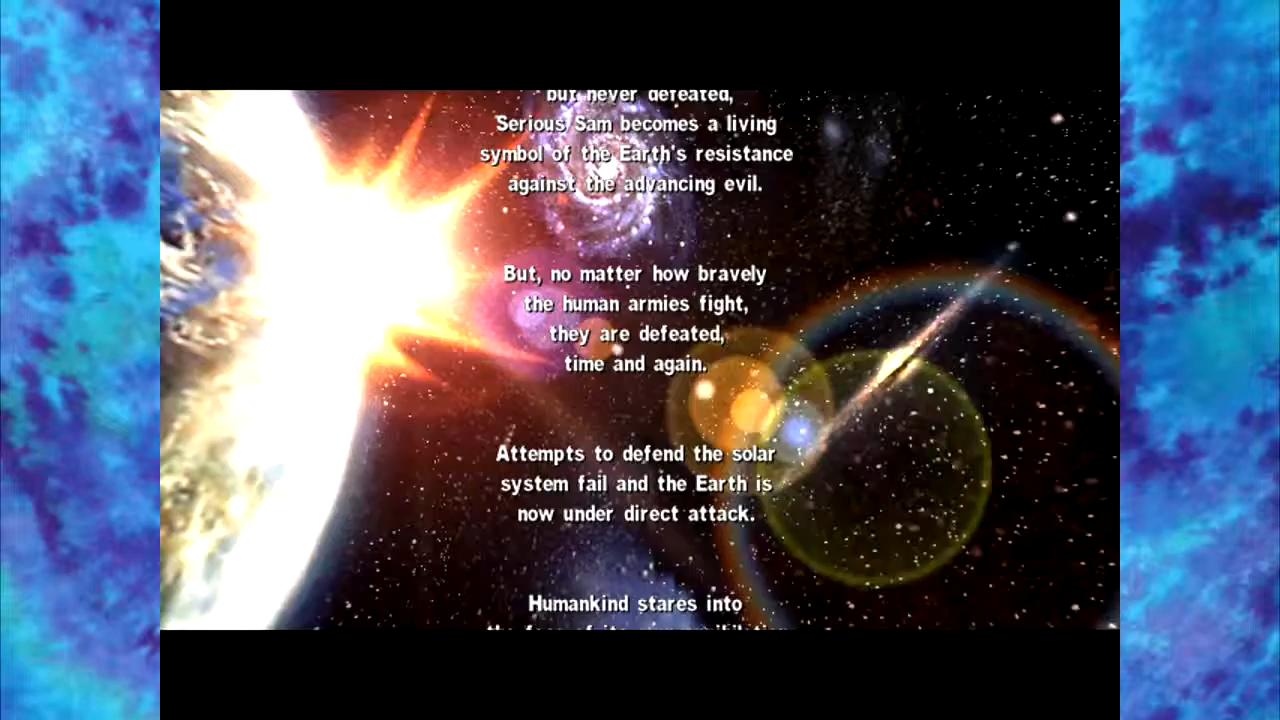 but never defeated,
Serious Sam becomes a living
symbol of the Earth's resistance
against the advancing evil.
But, no matter how bravely
the human armies fight,
they are defeated,
time and again.
Attempts to defend the solar
system fail and the Earth is
now under direct attack.
Humankind stares into